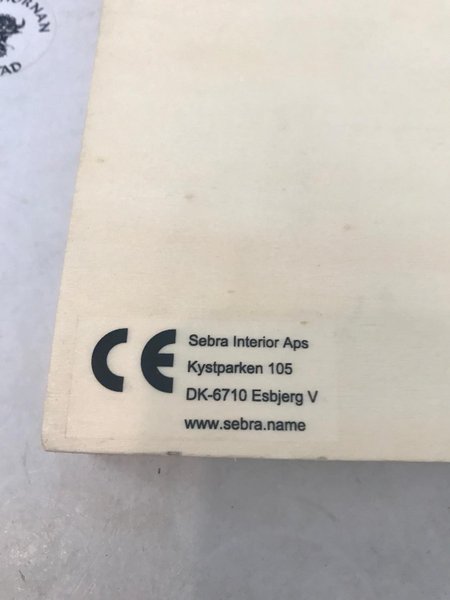 CE
Sebra Interior Aps
Kystparken 105
DK-6710 Esbjerg V
www.sebra.name